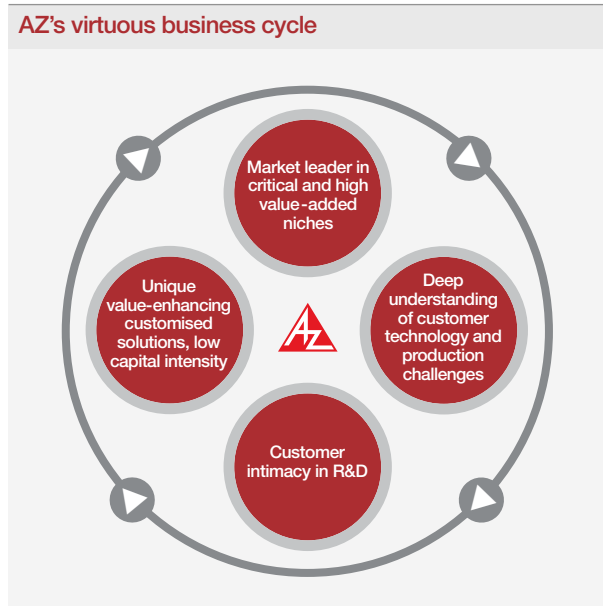 AZ’s virtuous business cycle
Market leader in
critical and high
value-added
niches
Unique
value-enhancing
customised
solutions, low
capital intensity
AZ
Deep
understanding
of customer
technology and
production
challenges
Customer
intimacy in R&D